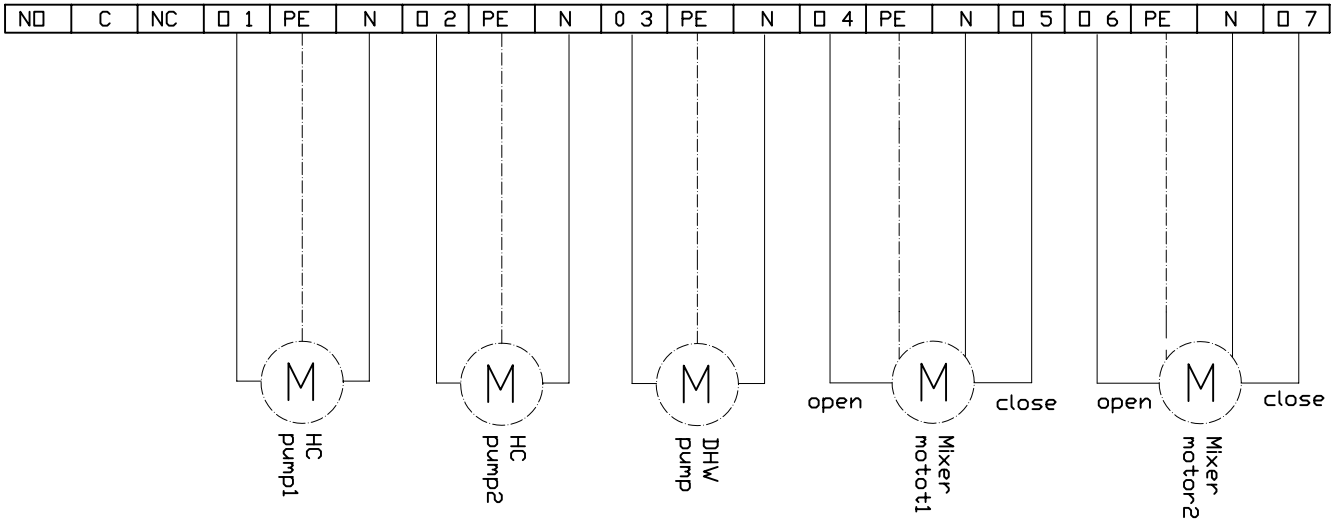 NO C NC O 1 PE N O 2 PE N 0 3 PE N O 4 PE N O 5 O 6 PE N O 7
M M M M M
open close open close
HC
pump1
HC
pump2
DHW
pump
Mixer
motot1
Mixer
motor2